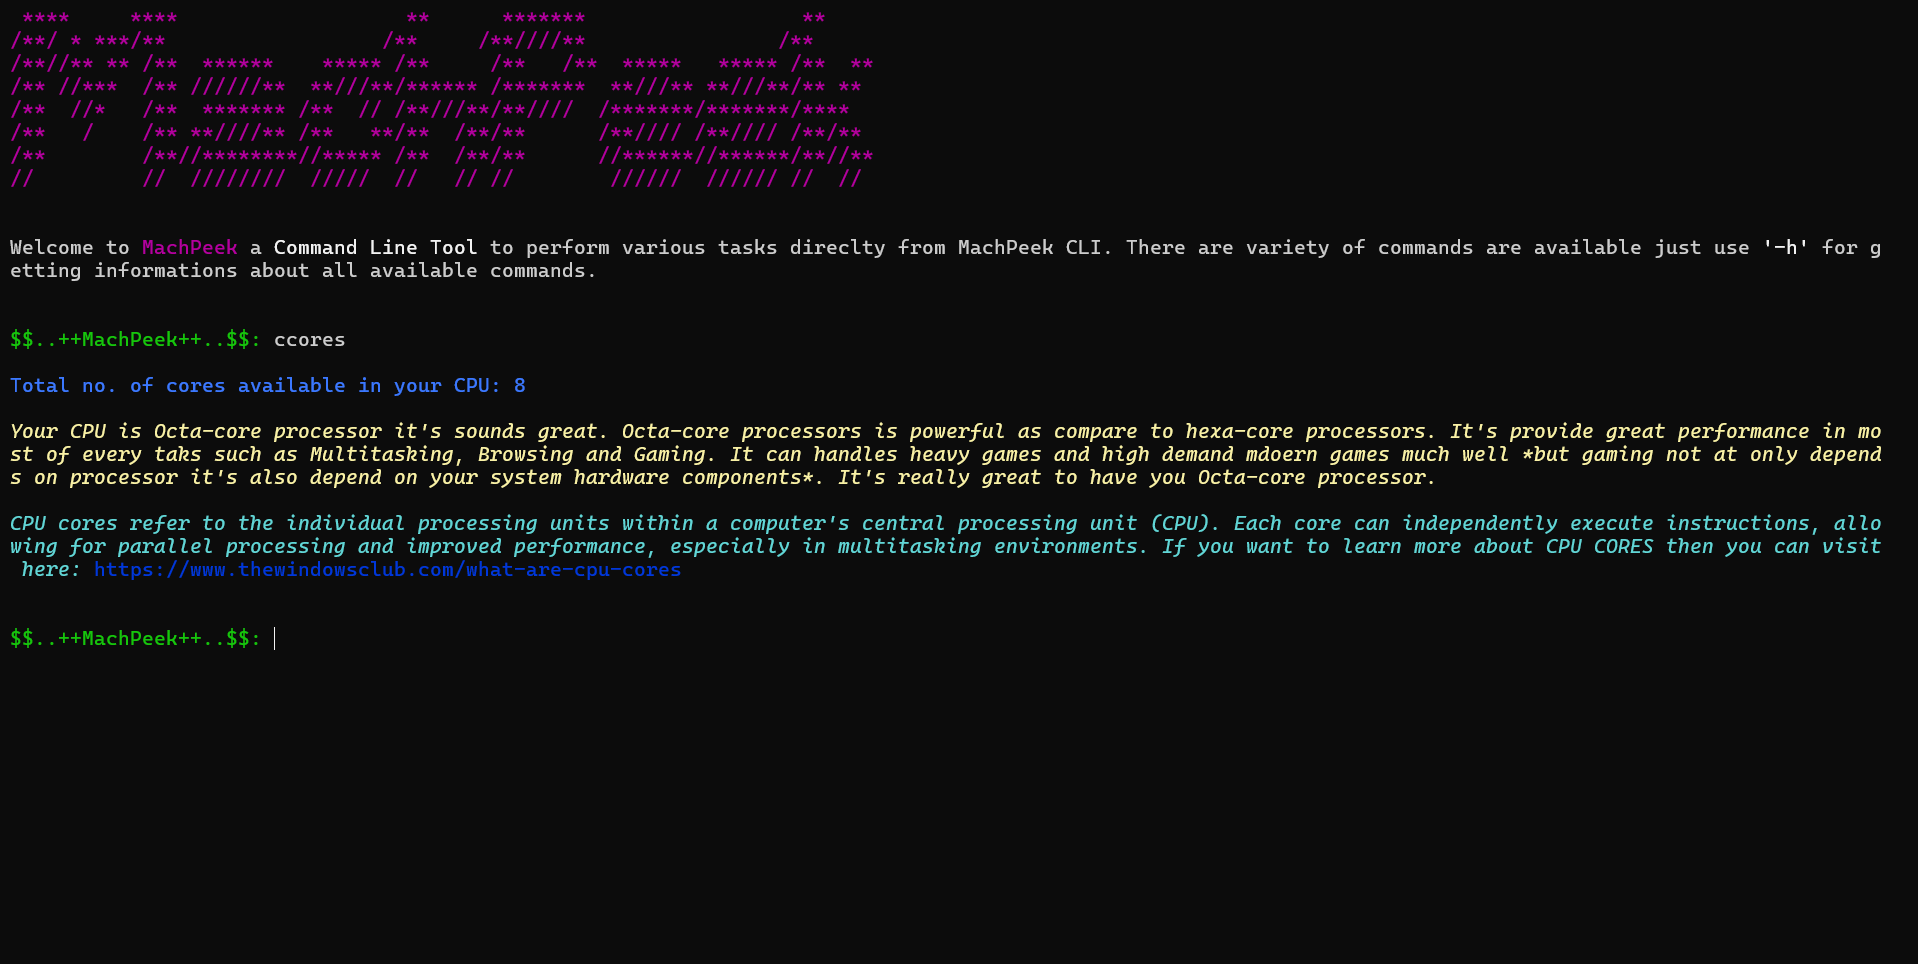 ****     ****                   **      *******                  **
/**/ * ***/**                  /**     /**////**                /**
/**//** ** /**  ******    ***** /**     /**   /**  *****   ***** /**  **
/** //***  /** //////**  **///**/****** /*******  **///** **///**/** **
/**  //*   /**  ******* /**  // /**///**/**////  /*******/*******/****
/**   /    /** **////** /**   **/**  /**/**      /**//// /**//// /**/**
/**        /**//********//***** /**  /**/**      //******//******/**//**
//         //  ////////  /////  //   // //        //////  ////// //  //
Welcome to MachPeek a Command Line Tool to perform various tasks direclty from MachPeek CLI. There are variety of commands are available just use '-h' for g
etting informations about all available commands.
$$..++MachPeek++..$$: ccores
Total no. of cores available in your CPU: 8
Your CPU is Octa-core processor it's sounds great. Octa-core processors is powerful as compare to hexa-core processors. It's provide great performance in mo
st of every taks such as Multitasking, Browsing and Gaming. It can handles heavy games and high demand mdoern games much well *but gaming not at only depend
s on processor it's also depend on your system hardware components*. It's really great to have you Octa-core processor.
CPU cores refer to the individual processing units within a computer's central processing unit (CPU). Each core can independently execute instructions, allo
wing for parallel processing and improved performance, especially in multitasking environments. If you want to learn more about CPU CORES then you can visit
 here: https://www.thewindowsclub.com/what-are-cpu-cores
$$..++MachPeek++..$$: